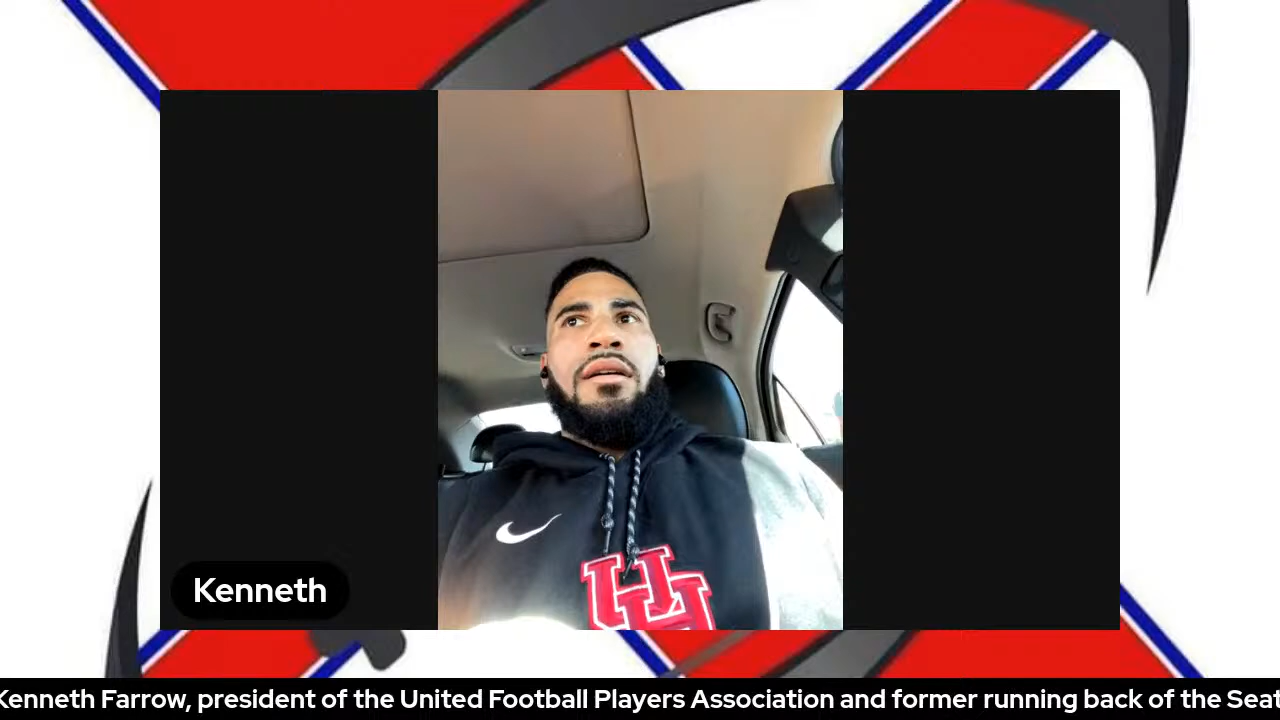 UH
Kenneth
Kenneth Farrow, president of the United Football Players Association and former running back of the Seat